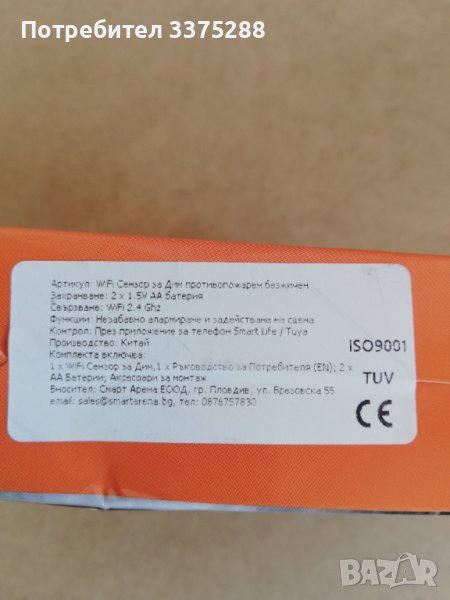 Потребител 3375288
Артикул: WiFi Сензор за Дим противопожарен безжичен
Захранване: 2 x 1.5V AA батерия
Свързване: WiFi 2.4 Ghz
Функции: Незабавно алармиране и задействане на сцена
Контрол: През приложение за телефон Smart Life / Tuya
Производство: Китай
Комплекта включва:
1 x WiFi Сензор за Дим,1 x Ръководство за Потребителя (EN); 2 x
AA Батерии; Аксесоари за монтаж
Вносител: Смарт Арена ЕООД, гр. Пловдив, ул. Брезовска 55
email: sales@smartarena.bg, тел: 0876757830
ISO9001
TUV
CE
BAZAR